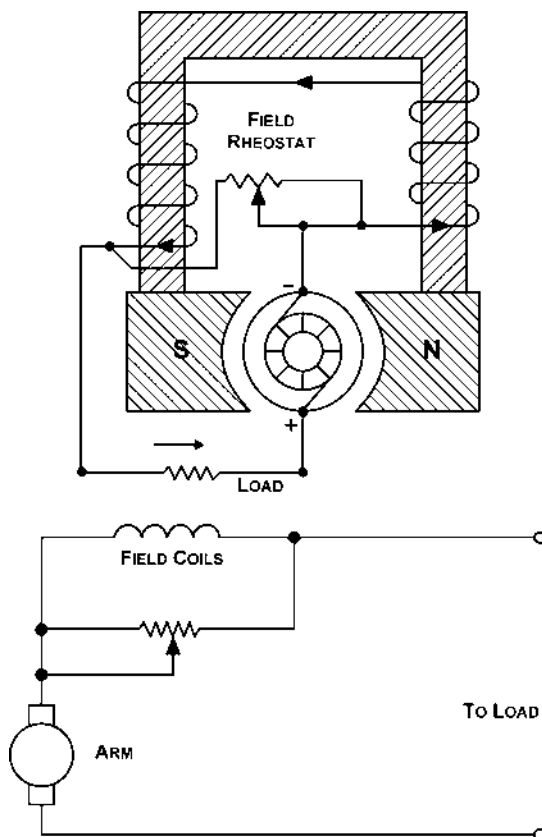 FIELD
RHEOSTAT
−
S
N
+
LOAD
FIELD COILS
TO LOAD
ARM